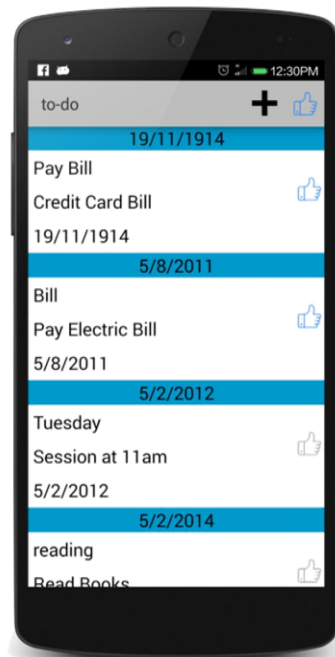 12:30PM
to-do
19/11/1914
Pay Bill
Credit Card Bill
19/11/1914
5/8/2011
Bill
Pay Electric Bill
5/8/2011
5/2/2012
Tuesday
Session at 11am
5/2/2012
5/2/2014
reading
Read Books